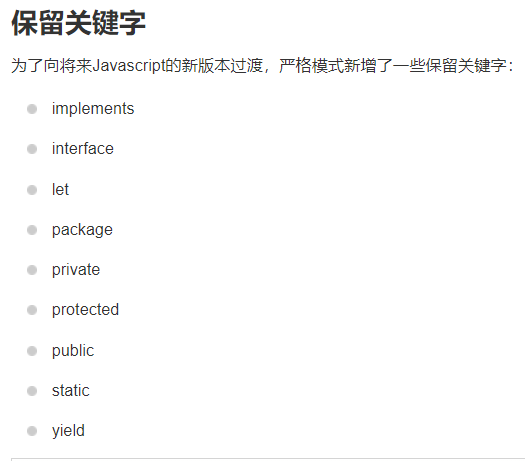 保留关键字
为了向将来Javascript的新版本过渡，严格模式新增了一些保留关键字：
implements
interface
let
package
private
protected
public
static
yield